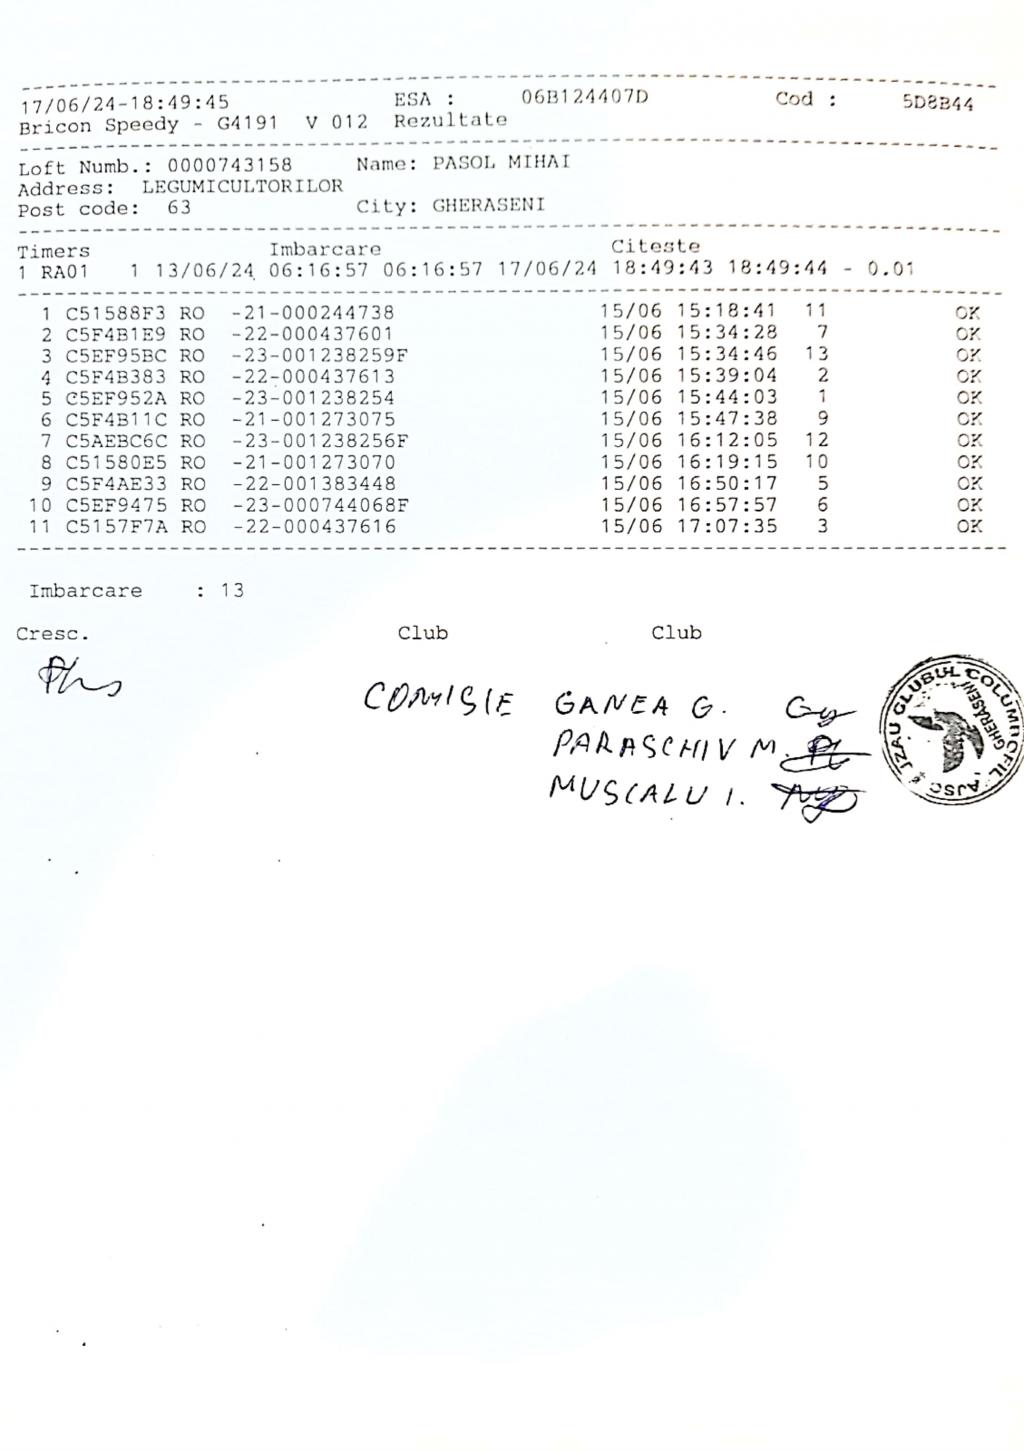 17/06/24-18:49:45 ESA : 06B124407D Cod : 5D8B44
Bricon Speedy - G4191 V 012 Rezultate
Loft Numb.: 0000743158 Name: PASOL MIHAI
Address: LEGUMICULTORILOR
Post code: 63 City: GHERASENI
Timers Imbarcare Citeste
1 RA01 1 13/06/24 06:16:57 06:16:57 17/06/24 18:49:43 18:49:44 - 0.01
1 C51588F3 RO -21-000244738 15/06 15:18:41 11 OK
2 C5F4B1E9 RO -22-000437601 15/06 15:34:28 7 OK
3 C5EF95BC RO -23-001238259F 15/06 15:34:46 13 OK
4 C5F4B383 RO -22-000437613 15/06 15:39:04 2 OK
5 C5EF952A RO -23-001238254 15/06 15:44:03 1 OK
6 C5F4B11C RO -21-001273075 15/06 15:47:38 9 OK
7 C5AEBC6C RO -23-001238256F 15/06 16:12:05 12 OK
8 C51580E5 RO -21-001273070 15/06 16:19:15 10 OK
9 C5F4AE33 RO -22-001383448 15/06 16:50:17 5 OK
10 C5EF9475 RO -23-000744068F 15/06 16:57:57 6 OK
11 C5157F7A RO -22-000437616 15/06 17:07:35 3 OK
Imbarcare : 13
Cresc. Club Club
COMISIE GANEA G.
PARASCHIV M.
MUSCALU I.
CLUBUL COLUMBOFIL GHERASENI AJSC BUZAU